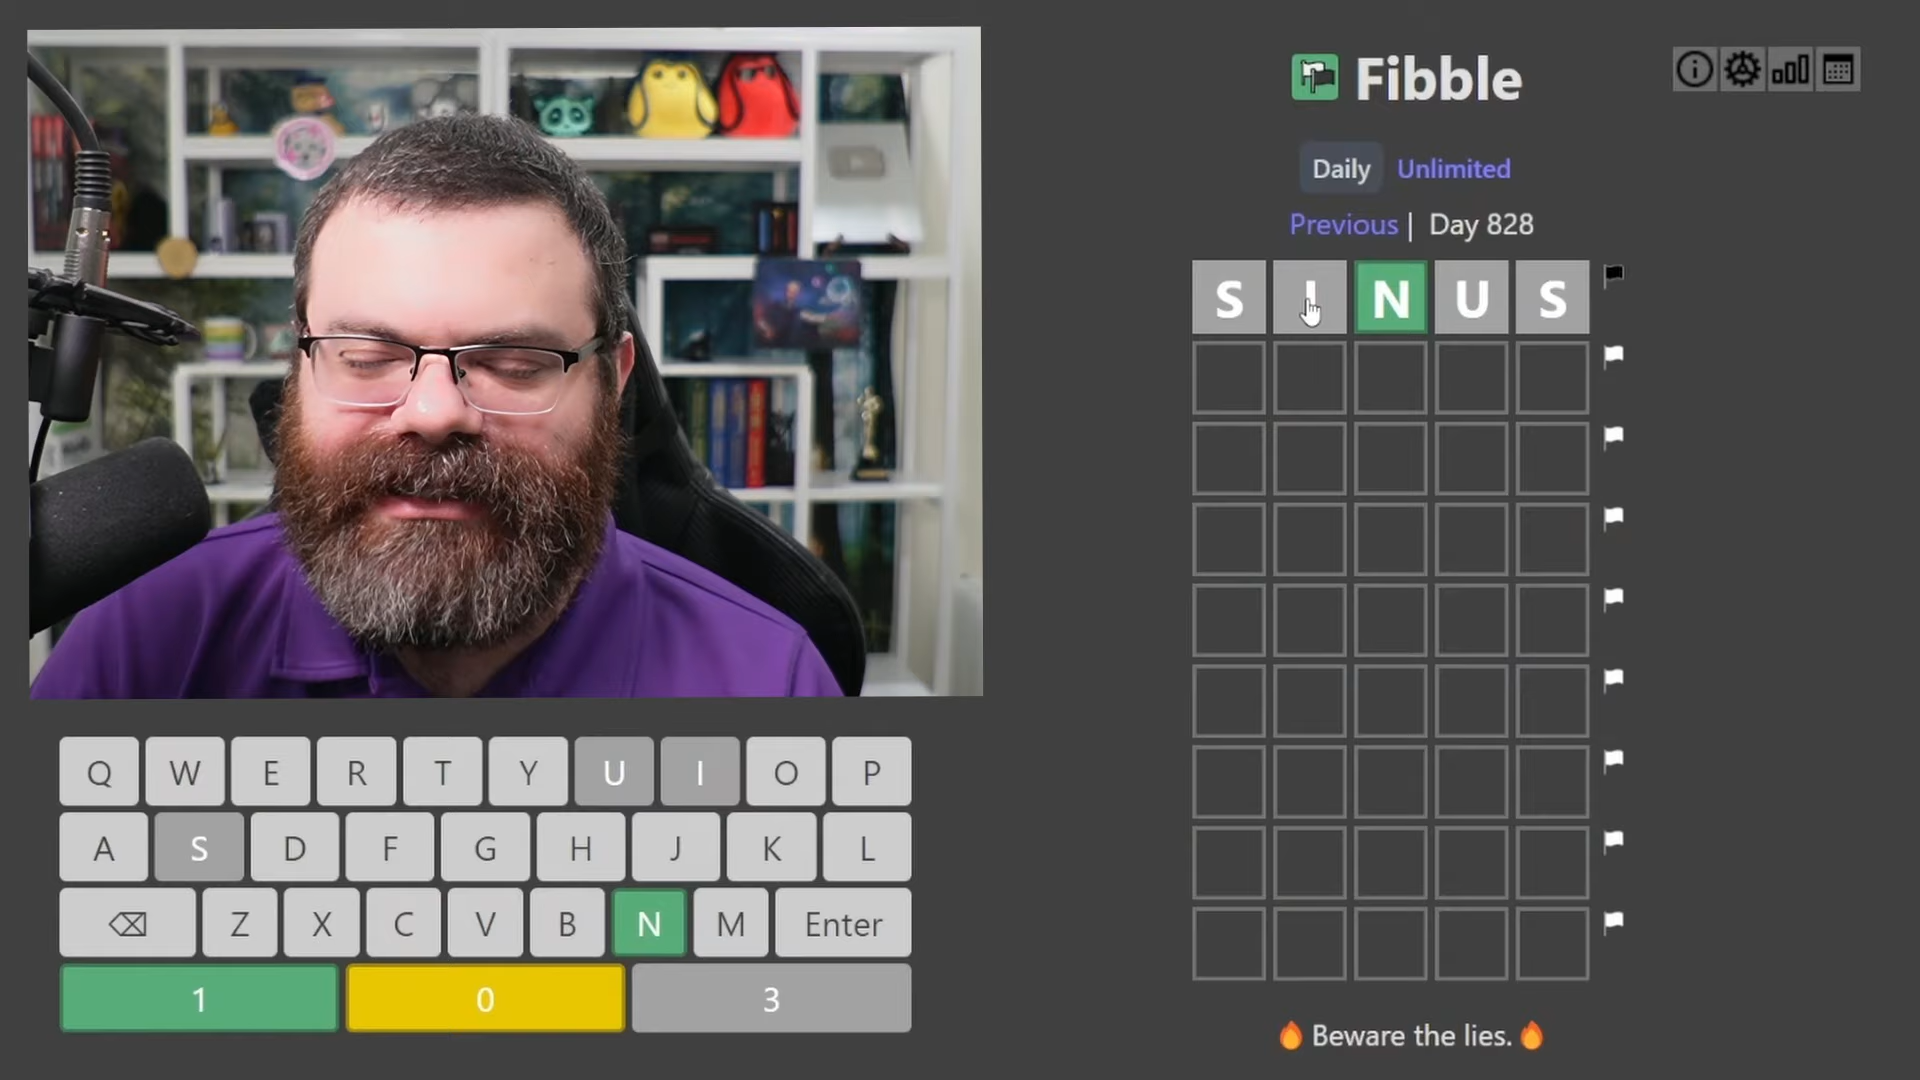 Fibble
Daily Unlimited
Previous | Day 828
S I N U S
Q W E R T Y U I O P
A S D F G H J K L
⌫ Z X C V B N M Enter
1 0 3
🔥 Beware the lies. 🔥